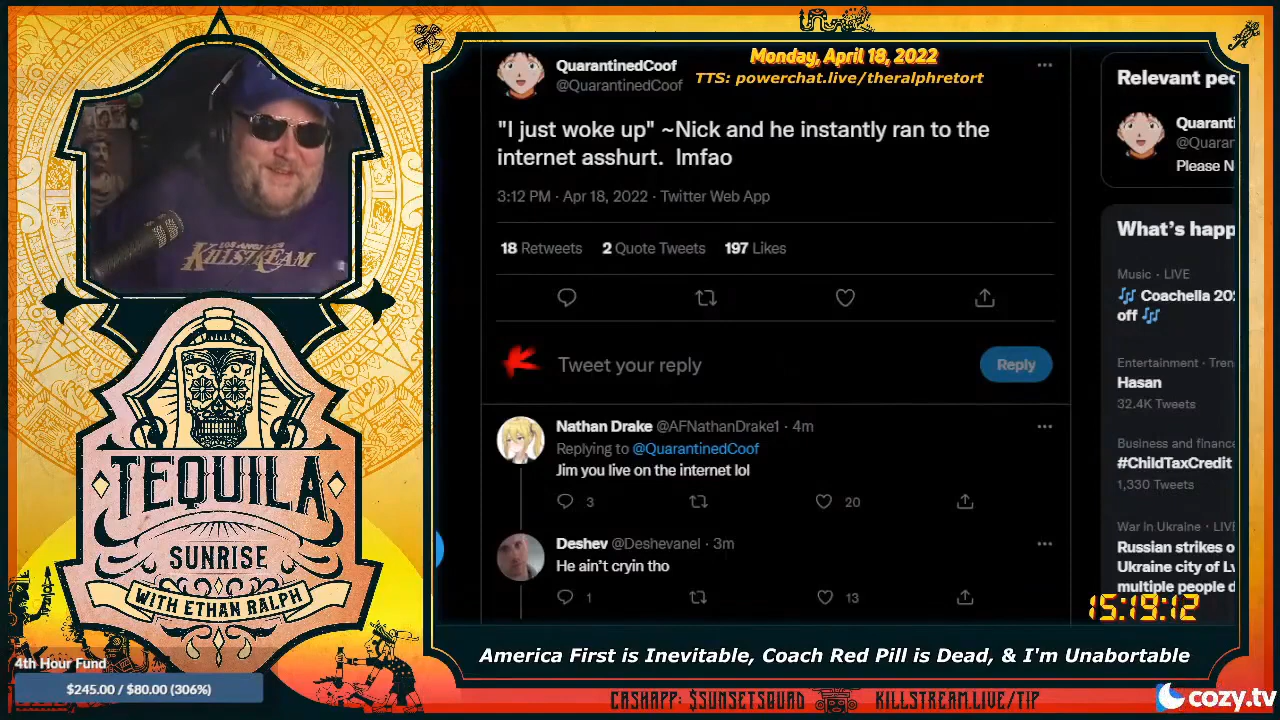 Monday, April 18, 2022
TTS: powerchat.live/theralphretort
QuarantinedCoof
@QuarantinedCoof
"I just woke up" ~Nick and he instantly ran to the
internet asshurt. lmfao
3:12 PM · Apr 18, 2022 · Twitter Web App
18 Retweets 2 Quote Tweets 197 Likes
Tweet your reply
Reply
Nathan Drake @AFNathanDrake1 · 4m
Replying to @QuarantinedCoof
Jim you live on the internet lol
3 20
Deshev @Deshevanel · 3m
He ain't cryin tho
1 13
Relevant peo
Quaranti
@Quaran
Please N
What's happ
Music · LIVE
Coachella 20
off
Entertainment · Tren
Hasan
32.4K Tweets
Business and finance
#ChildTaxCredit
1,330 Tweets
War in Ukraine · LIV
Russian strikes o
Ukraine city of Lv
multiple people d
15:19:12
LOS ANGELES
KILLSTREAM
TEQUILA
SUNRISE
WITH ETHAN RALPH
4th Hour Fund
$245.00 / $80.00 (306%)
America First is Inevitable, Coach Red Pill is Dead, & I'm Unabortable
CASHAPP: $SUNSETSQUAD KILLSTREAM.LIVE/TIP
cozy.tv